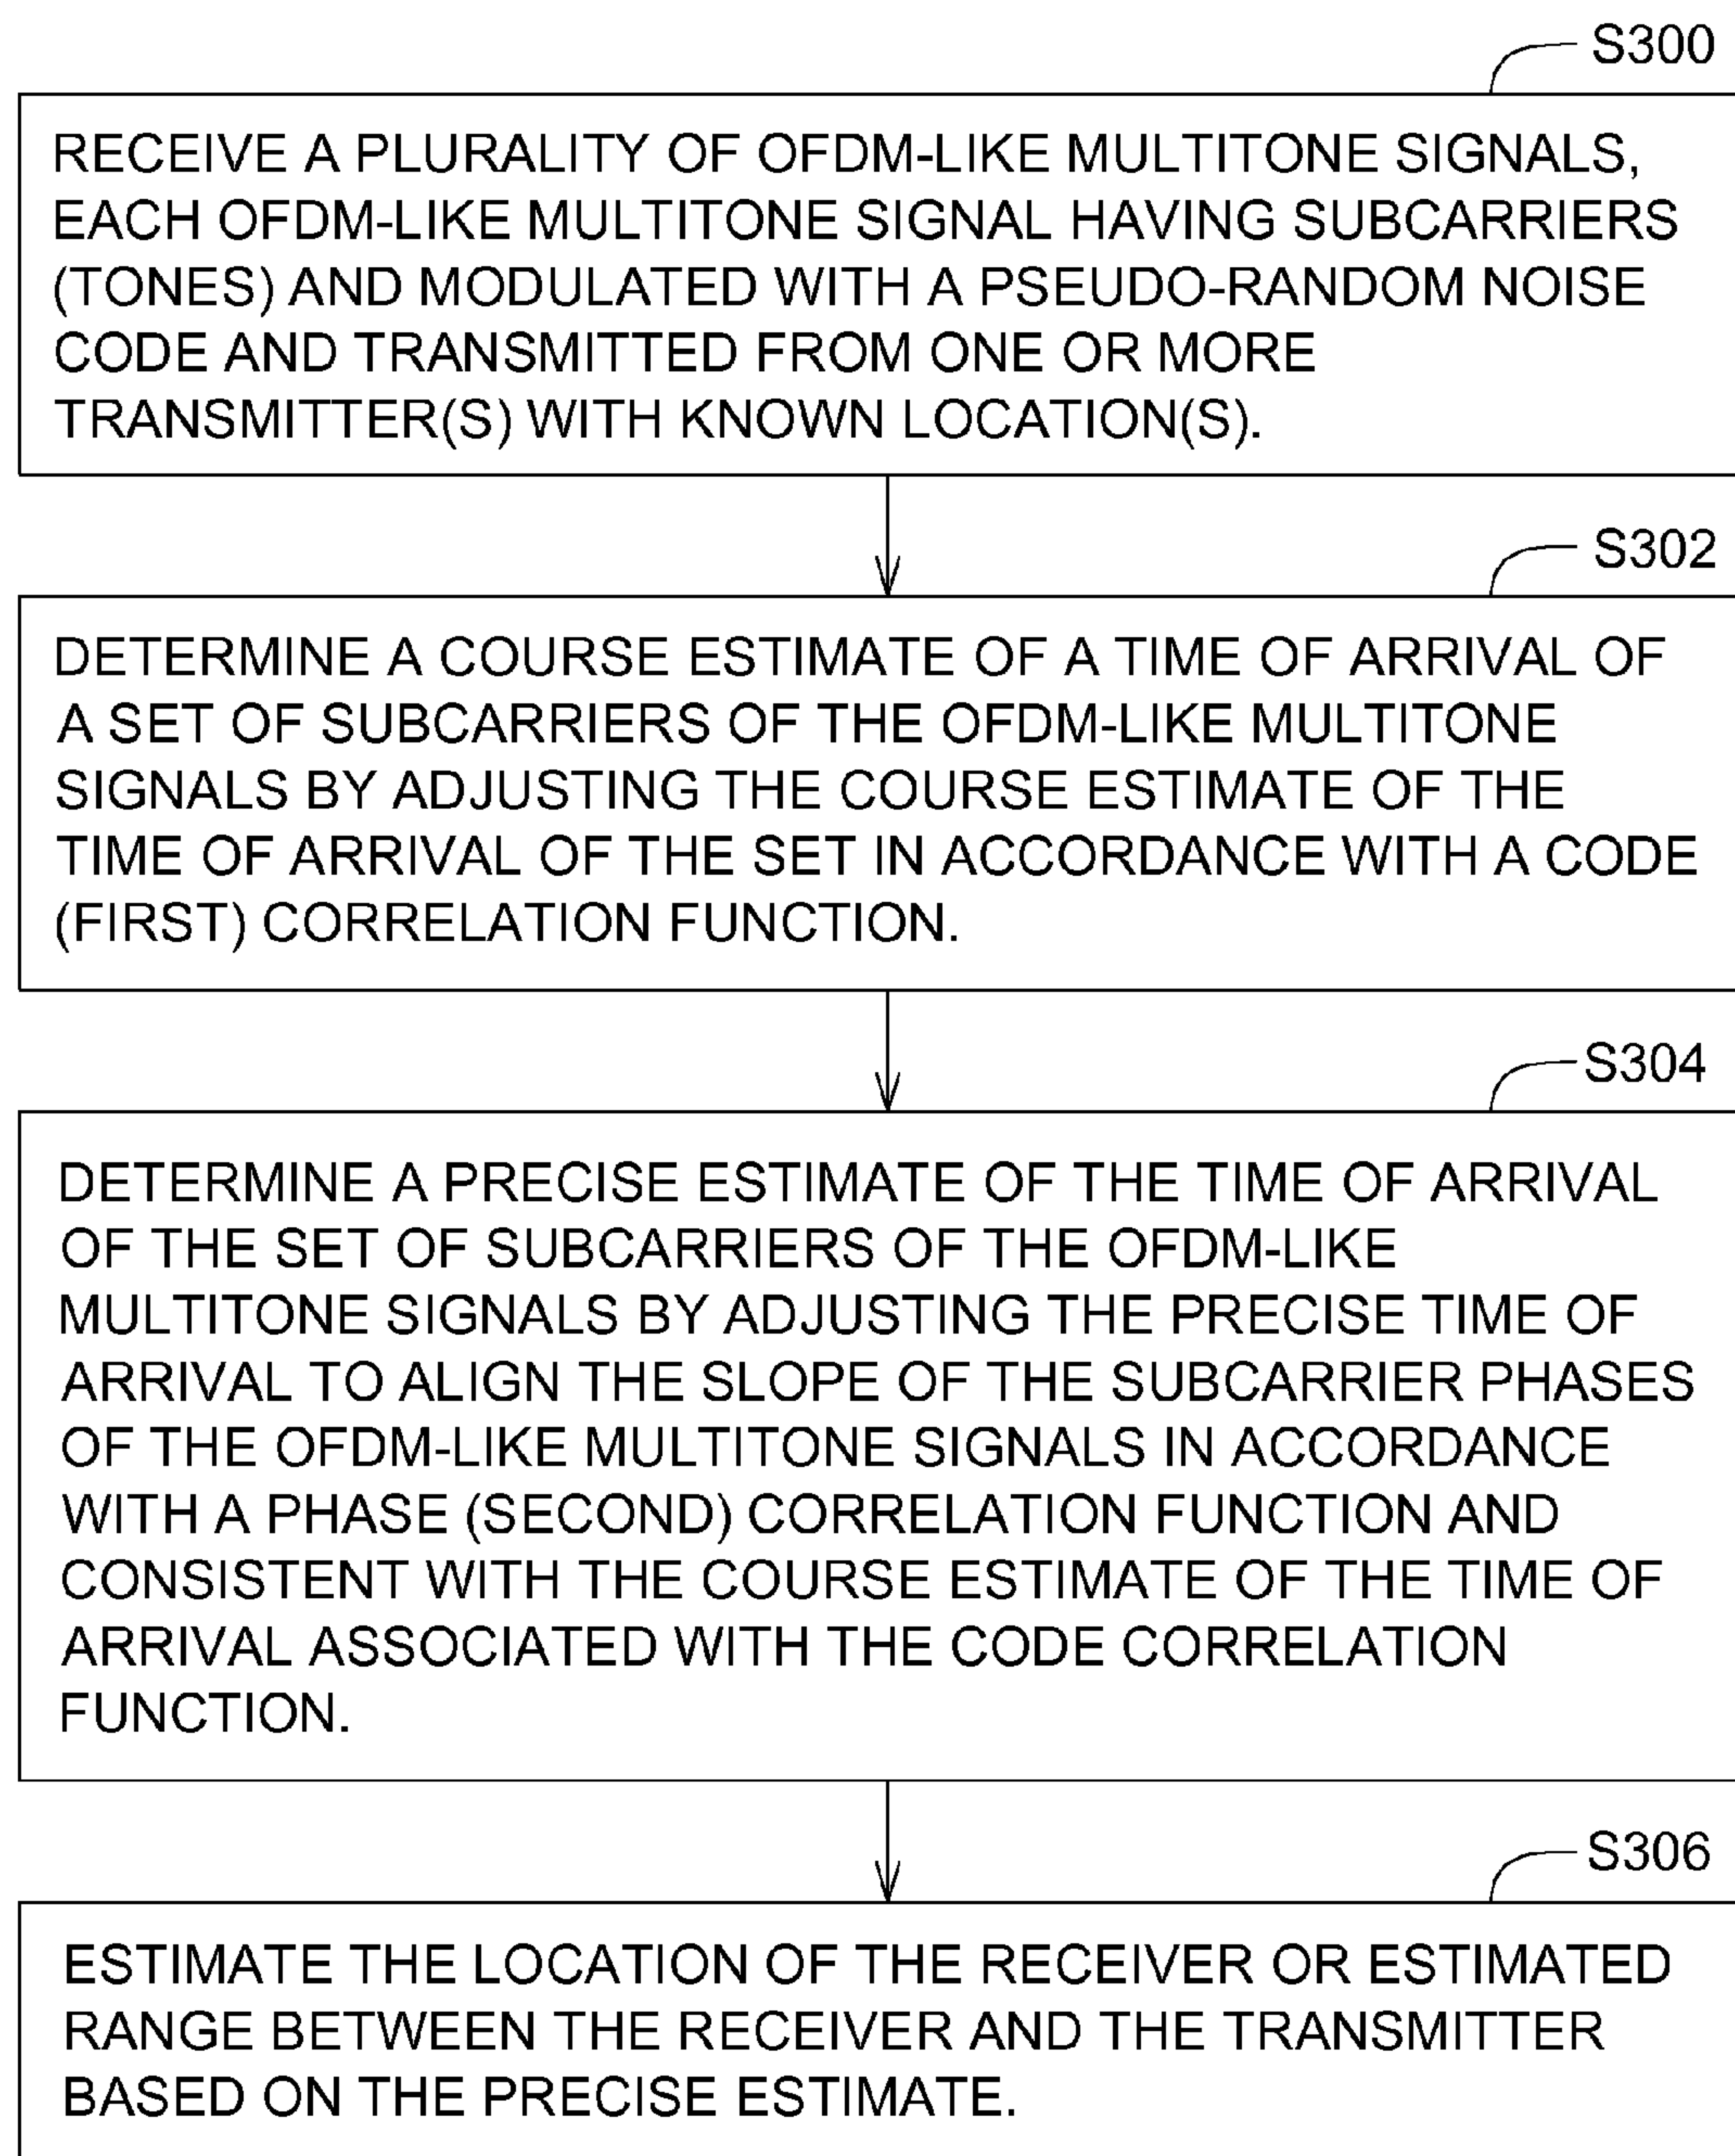 S300
RECEIVE A PLURALITY OF OFDM-LIKE MULTITONE SIGNALS,
EACH OFDM-LIKE MULTITONE SIGNAL HAVING SUBCARRIERS
(TONES) AND MODULATED WITH A PSEUDO-RANDOM NOISE
CODE AND TRANSMITTED FROM ONE OR MORE
TRANSMITTER(S) WITH KNOWN LOCATION(S).
S302
DETERMINE A COURSE ESTIMATE OF A TIME OF ARRIVAL OF
A SET OF SUBCARRIERS OF THE OFDM-LIKE MULTITONE
SIGNALS BY ADJUSTING THE COURSE ESTIMATE OF THE
TIME OF ARRIVAL OF THE SET IN ACCORDANCE WITH A CODE
(FIRST) CORRELATION FUNCTION.
S304
DETERMINE A PRECISE ESTIMATE OF THE TIME OF ARRIVAL
OF THE SET OF SUBCARRIERS OF THE OFDM-LIKE
MULTITONE SIGNALS BY ADJUSTING THE PRECISE TIME OF
ARRIVAL TO ALIGN THE SLOPE OF THE SUBCARRIER PHASES
OF THE OFDM-LIKE MULTITONE SIGNALS IN ACCORDANCE
WITH A PHASE (SECOND) CORRELATION FUNCTION AND
CONSISTENT WITH THE COURSE ESTIMATE OF THE TIME OF
ARRIVAL ASSOCIATED WITH THE CODE CORRELATION
FUNCTION.
S306
ESTIMATE THE LOCATION OF THE RECEIVER OR ESTIMATED
RANGE BETWEEN THE RECEIVER AND THE TRANSMITTER
BASED ON THE PRECISE ESTIMATE.